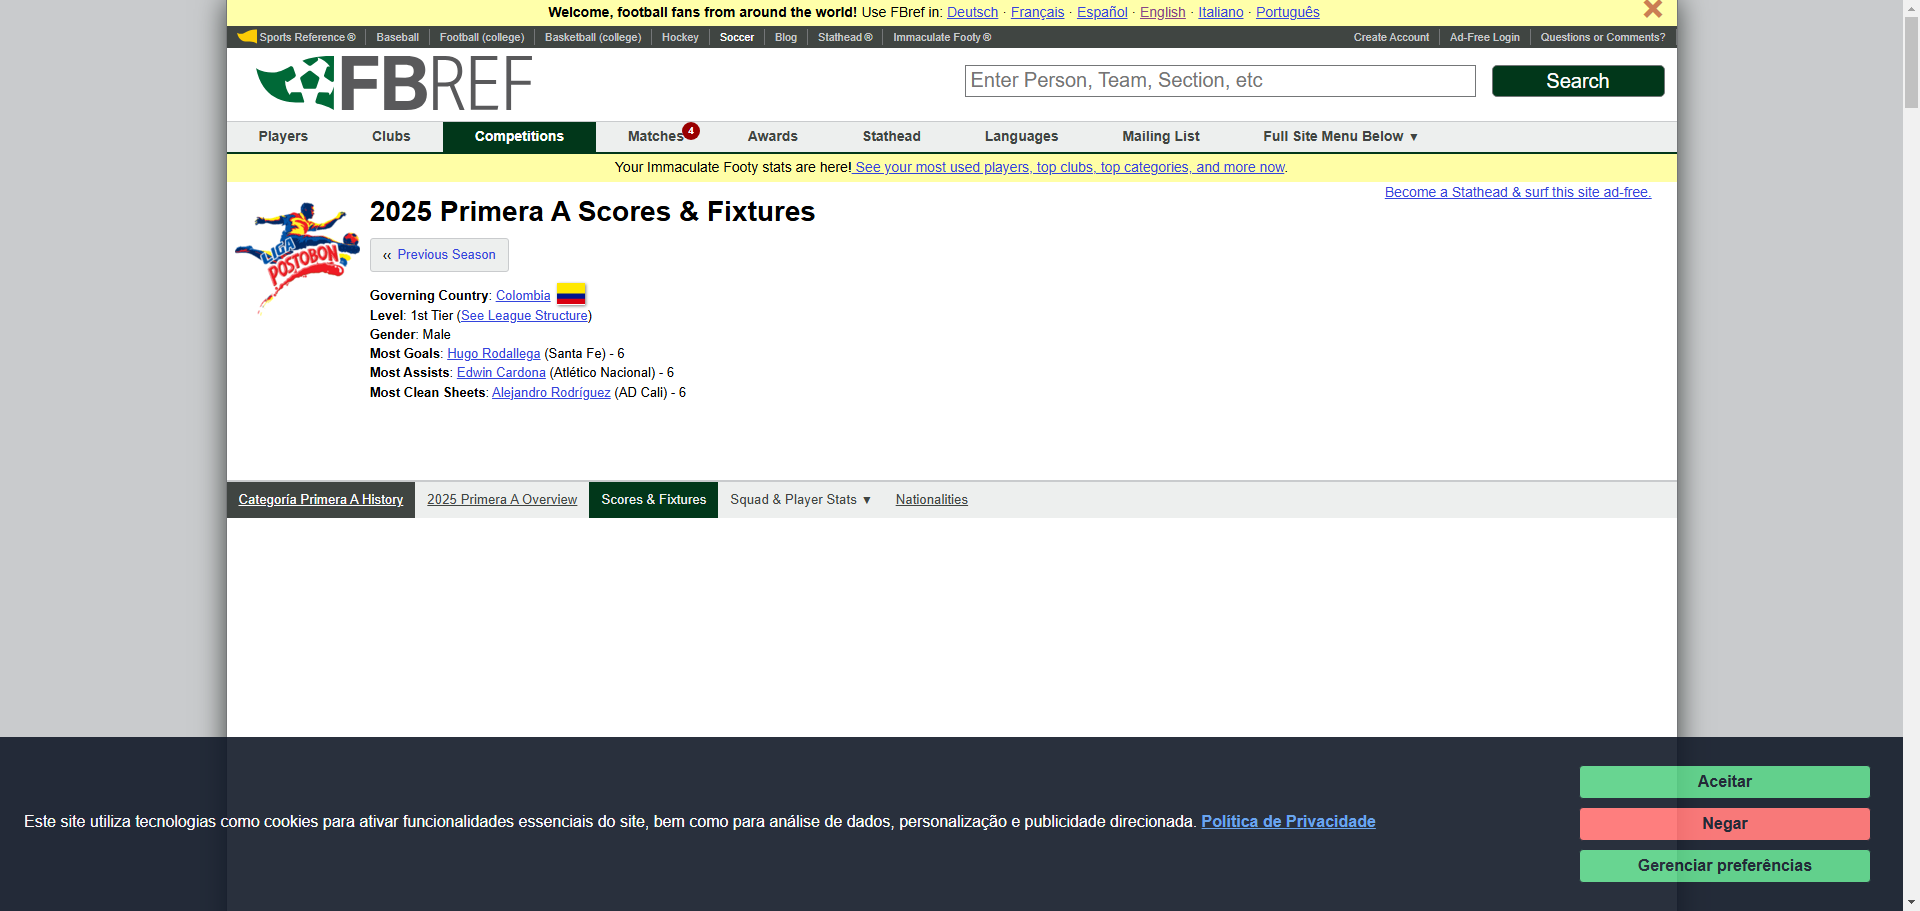 Welcome, football fans from around the world! Use FBref in: Deutsch · Français · Español · English · Italiano · Português
Sports Reference ® Baseball Football (college) Basketball (college) Hockey Soccer Blog Stathead ® Immaculate Footy ® Create Account Ad-Free Login Questions or Comments?
FBREF
Enter Person, Team, Section, etc Search
Players Clubs Competitions Matches 4 Awards Stathead Languages Mailing List Full Site Menu Below ▼
Your Immaculate Footy stats are here! See your most used players, top clubs, top categories, and more now.
Become a Stathead & surf this site ad-free.
LIGA
POSTOBON
2025 Primera A Scores & Fixtures
« Previous Season
Governing Country: Colombia
Level: 1st Tier (See League Structure)
Gender: Male
Most Goals: Hugo Rodallega (Santa Fe) - 6
Most Assists: Edwin Cardona (Atlético Nacional) - 6
Most Clean Sheets: Alejandro Rodríguez (AD Cali) - 6
Categoría Primera A History 2025 Primera A Overview Scores & Fixtures Squad & Player Stats ▼ Nationalities
Este site utiliza tecnologias como cookies para ativar funcionalidades essenciais do site, bem como para análise de dados, personalização e publicidade direcionada. Política de Privacidade
Aceitar
Negar
Gerenciar preferências